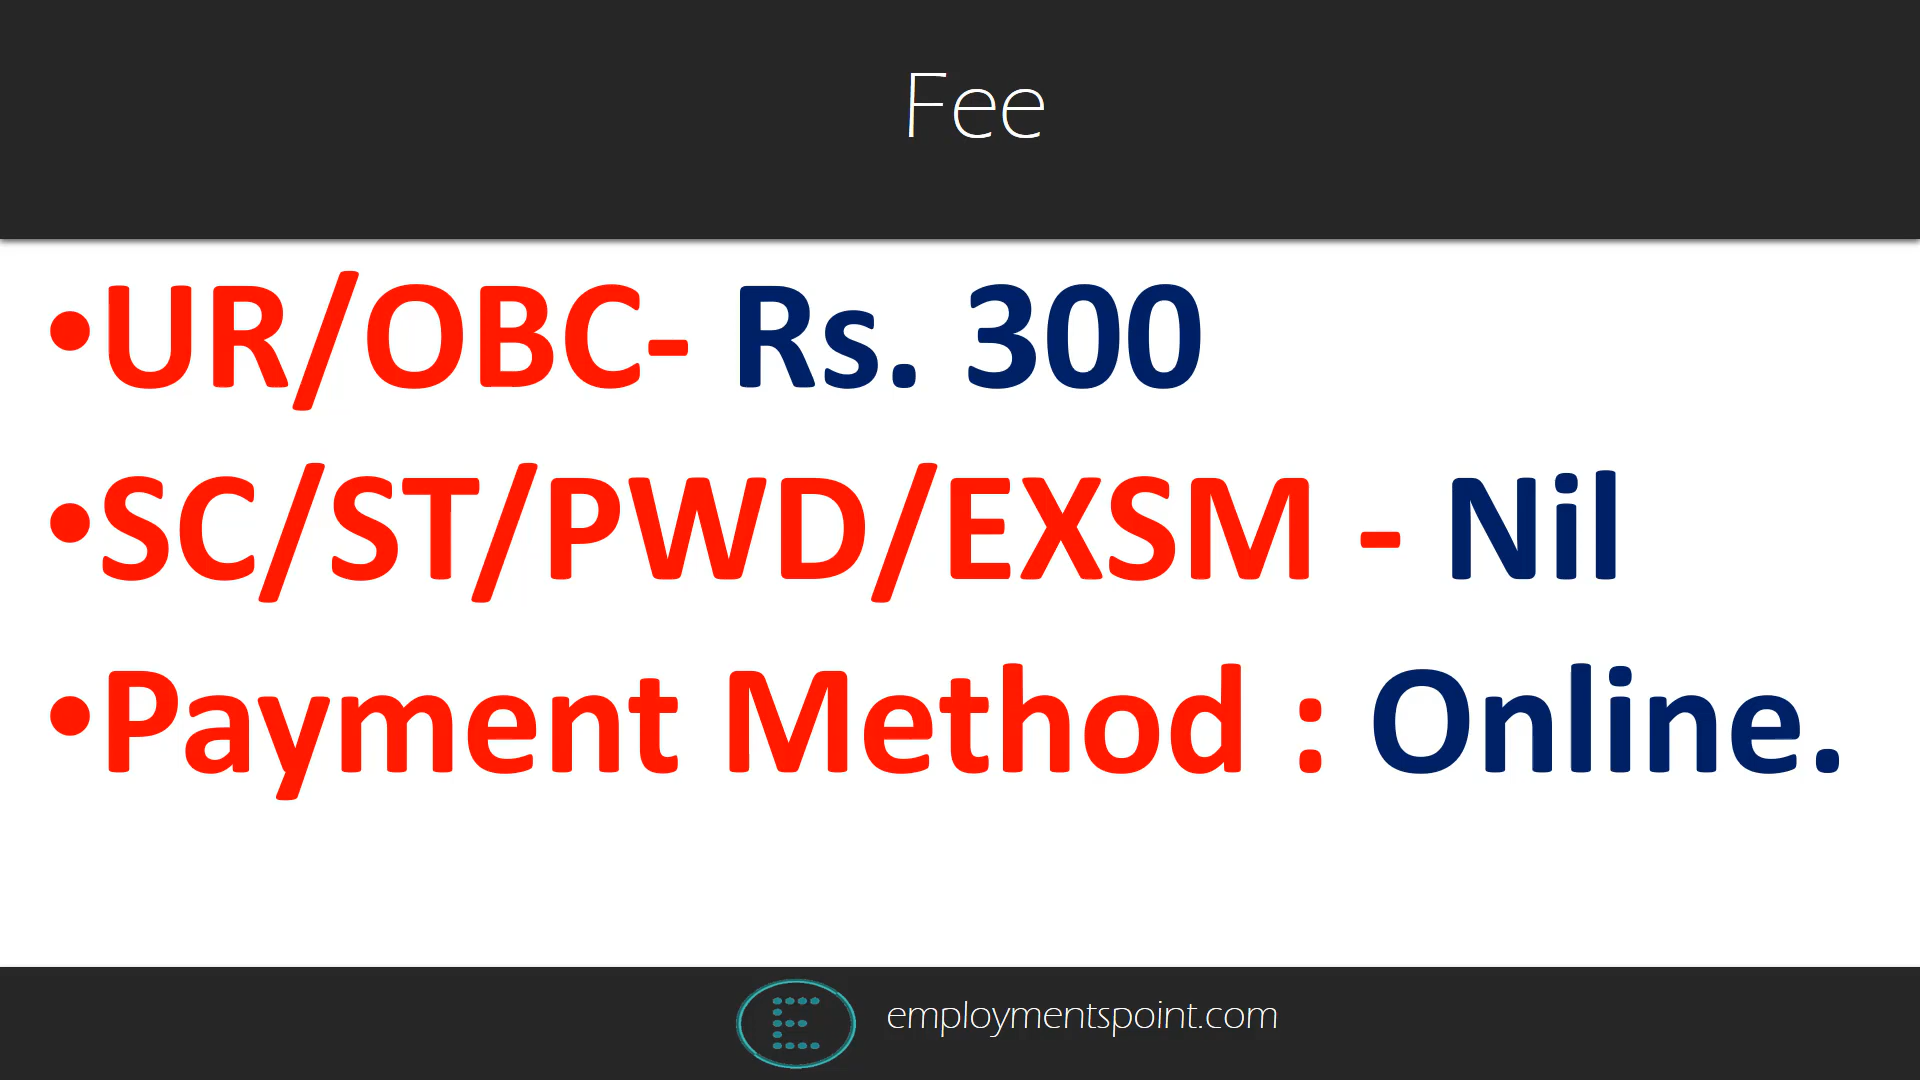 Fee
•UR/OBC- Rs. 300
•SC/ST/PWD/EXSM - Nil
•Payment Method : Online.
E
employmentspoint.com